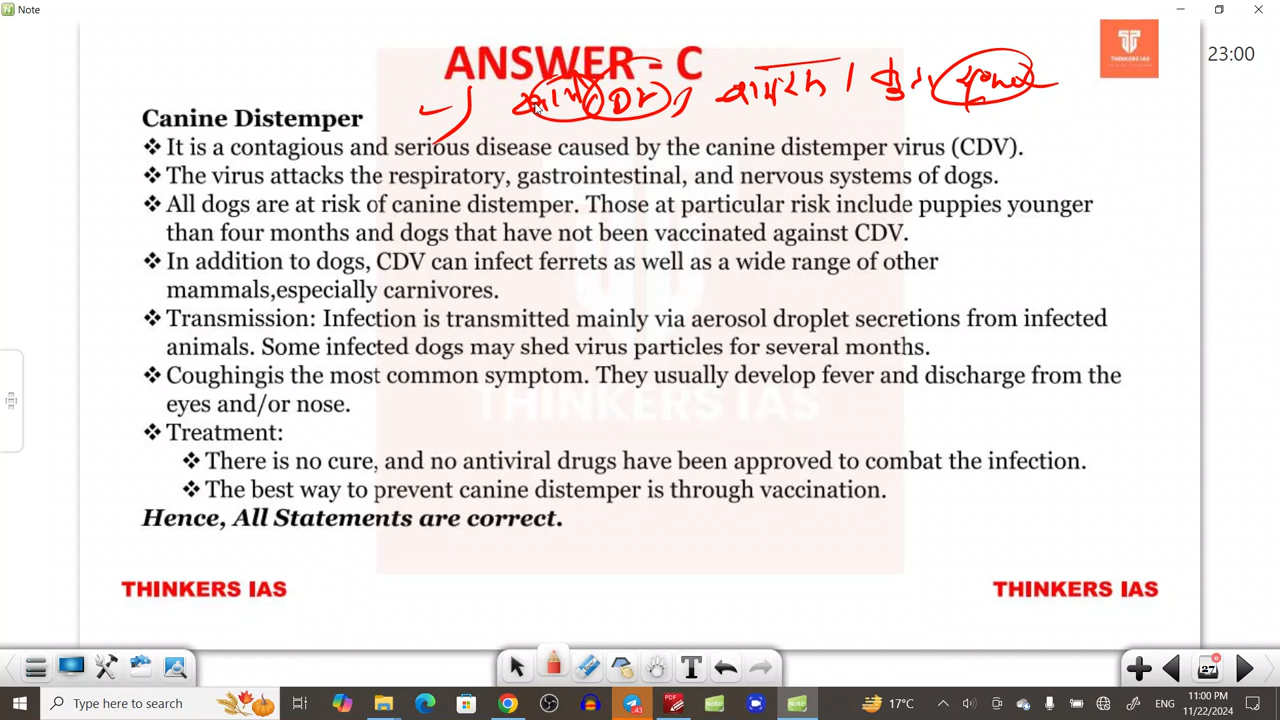 Note
ANSWER - C
THINKERS IAS
23:00
Canine Distemper
❖ It is a contagious and serious disease caused by the canine distemper virus (CDV).
❖ The virus attacks the respiratory, gastrointestinal, and nervous systems of dogs.
❖ All dogs are at risk of canine distemper. Those at particular risk include puppies younger
than four months and dogs that have not been vaccinated against CDV.
❖ In addition to dogs, CDV can infect ferrets as well as a wide range of other
mammals,especially carnivores.
❖ Transmission: Infection is transmitted mainly via aerosol droplet secretions from infected
animals. Some infected dogs may shed virus particles for several months.
❖ Coughingis the most common symptom. They usually develop fever and discharge from the
eyes and/or nose.
❖ Treatment:
❖ There is no cure, and no antiviral drugs have been approved to combat the infection.
❖ The best way to prevent canine distemper is through vaccination.
Hence, All Statements are correct.
THINKERS IAS
THINKERS IAS
THINKERS IAS
27
Type here to search
43
17°C
ENG
11:00 PM
11/22/2024